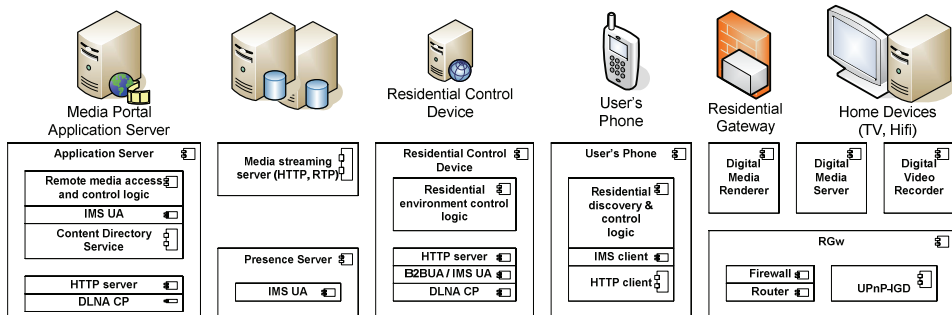 Media Portal
Application Server
Residential Control
Device
User's
Phone
Residential
Gateway
Home Devices
(TV, Hifi)
Application Server
Remote media access
and control logic
IMS UA
Content Directory
Service
HTTP server
DLNA CP
Media streaming
server (HTTP, RTP)
Presence Server
IMS UA
Residential Control
Device
Residential
environment control
logic
HTTP server
B2BUA / IMS UA
DLNA CP
User's Phone
Residential
discovery &
control
logic
IMS client
HTTP client
Digital
Media
Renderer
Digital
Media
Server
Digital
Video
Recorder
RGw
Firewall
Router
UPnP-IGD